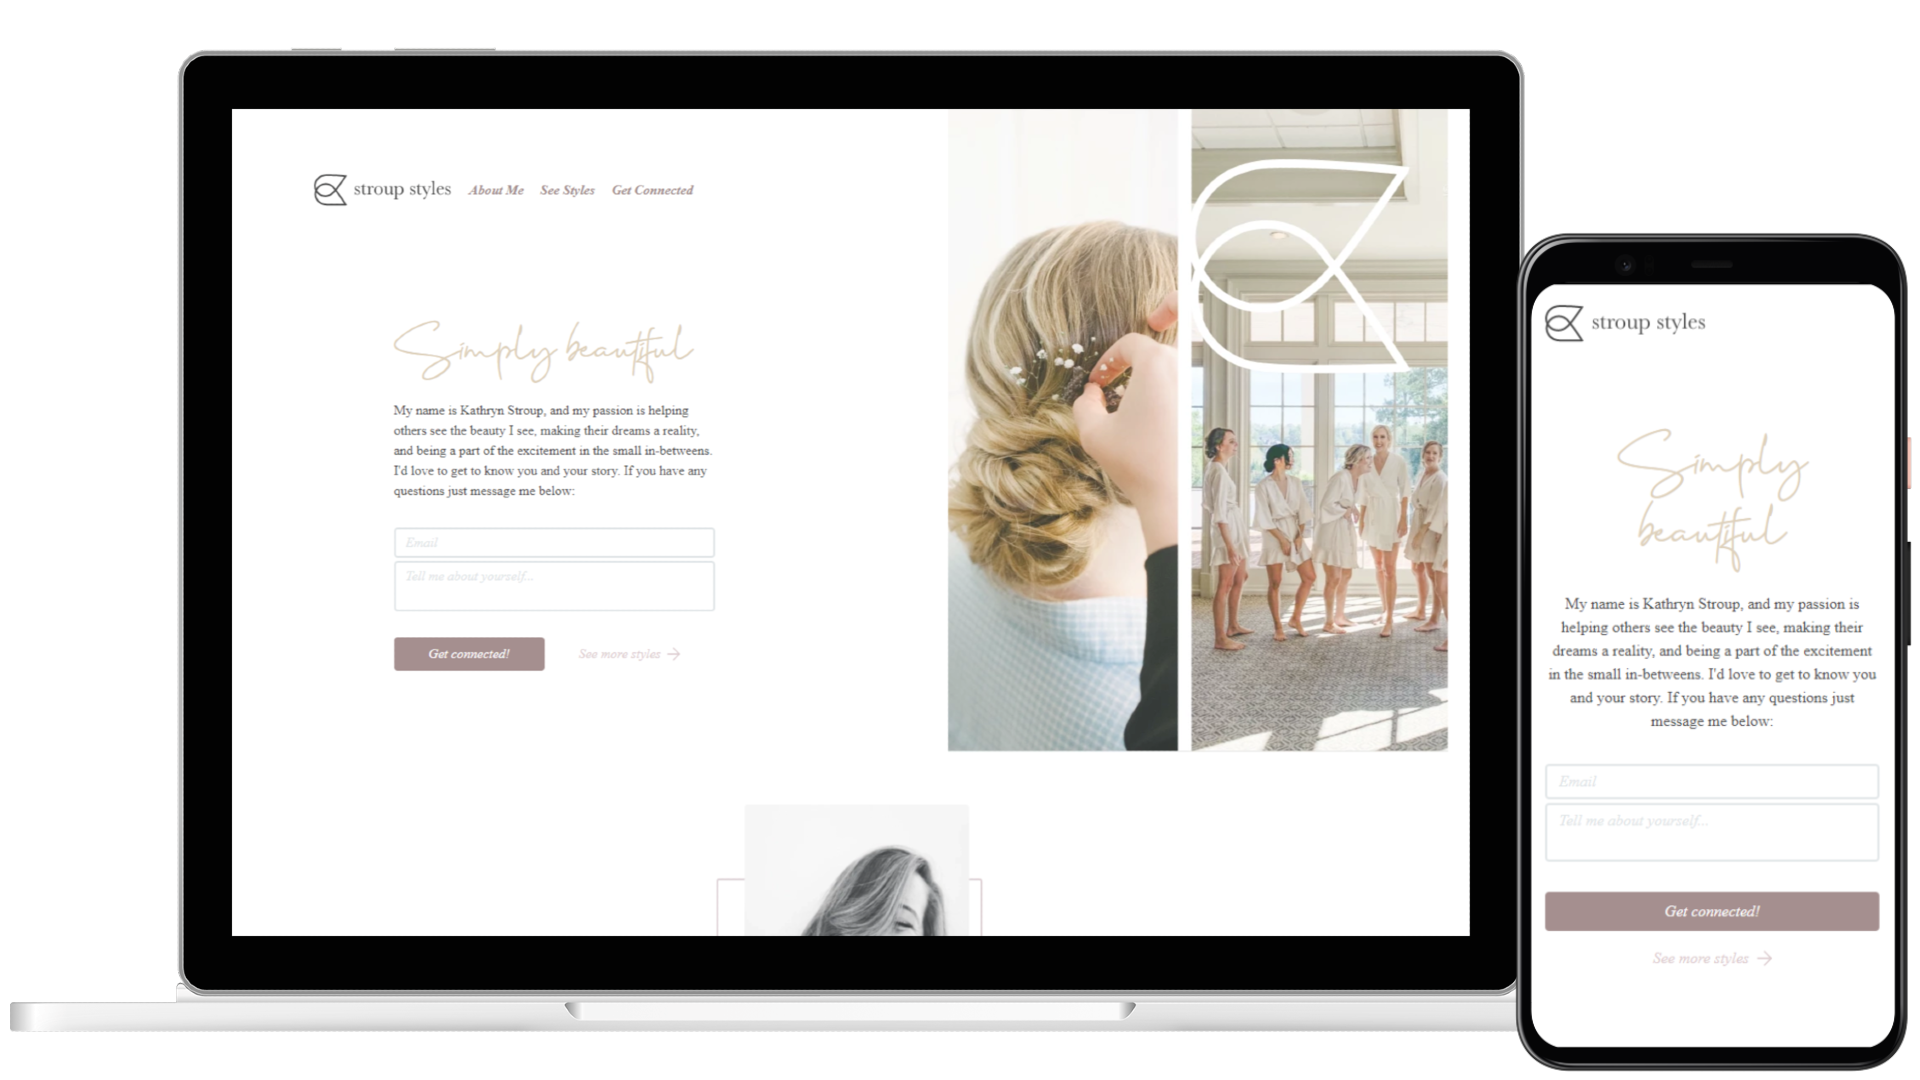 stroup styles About Me See Styles Get Connected
Simply beautiful
My name is Kathryn Stroup, and my passion is helping
others see the beauty I see, making their dreams a reality,
and being a part of the excitement in the small in-betweens.
I'd love to get to know you and your story. If you have any
questions just message me below:
Email
Tell me about yourself...
Get connected!
See more styles →
stroup styles
Simply
beautiful
My name is Kathryn Stroup, and my passion is
helping others see the beauty I see, making their
dreams a reality, and being a part of the excitement
in the small in-betweens. I'd love to get to know you
and your story. If you have any questions just
message me below:
Email
Tell me about yourself...
Get connected!
See more styles →